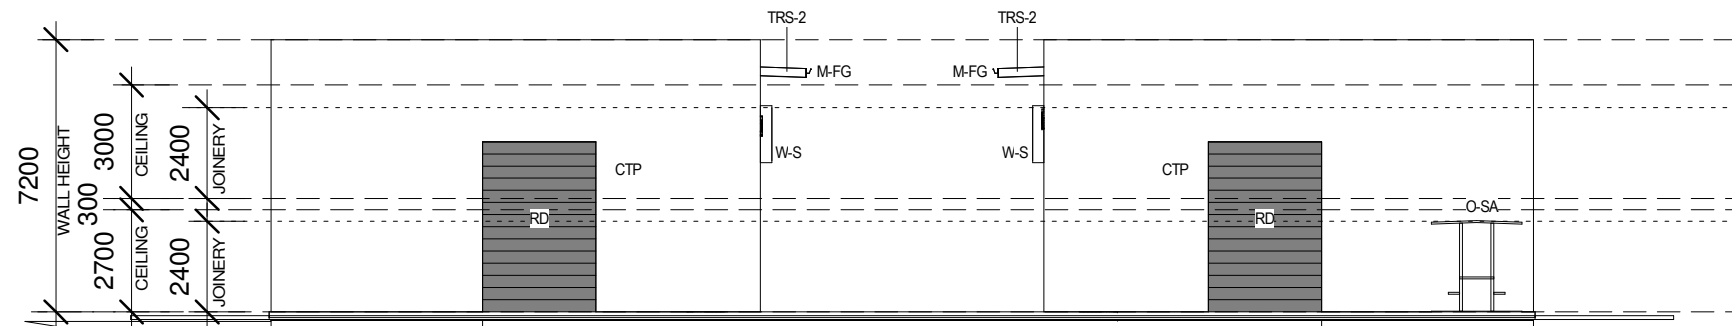 TRS-2
TRS-2
M-FG
M-FG
7200
WALL HEIGHT
3000
CEILING
2400
JOINERY
W-S
W-S
CTP
CTP
300
RD
RD
O-SA
2700
CEILING
2400
JOINERY